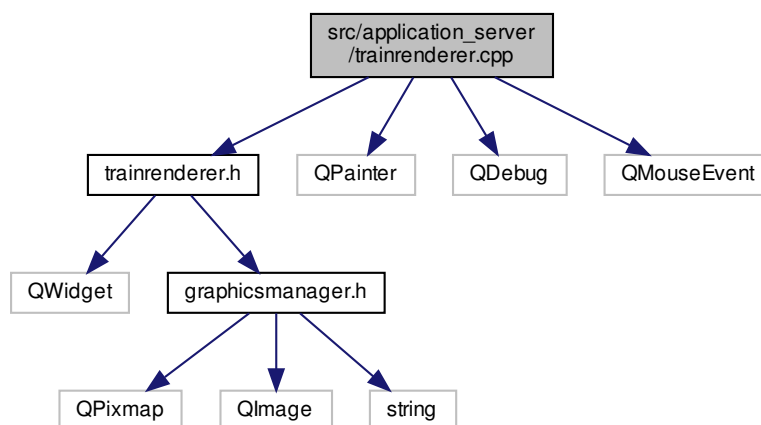 src/application_server
/trainrenderer.cpp
trainrenderer.h
QPainter
QDebug
QMouseEvent
QWidget
graphicsmanager.h
QPixmap
QImage
string